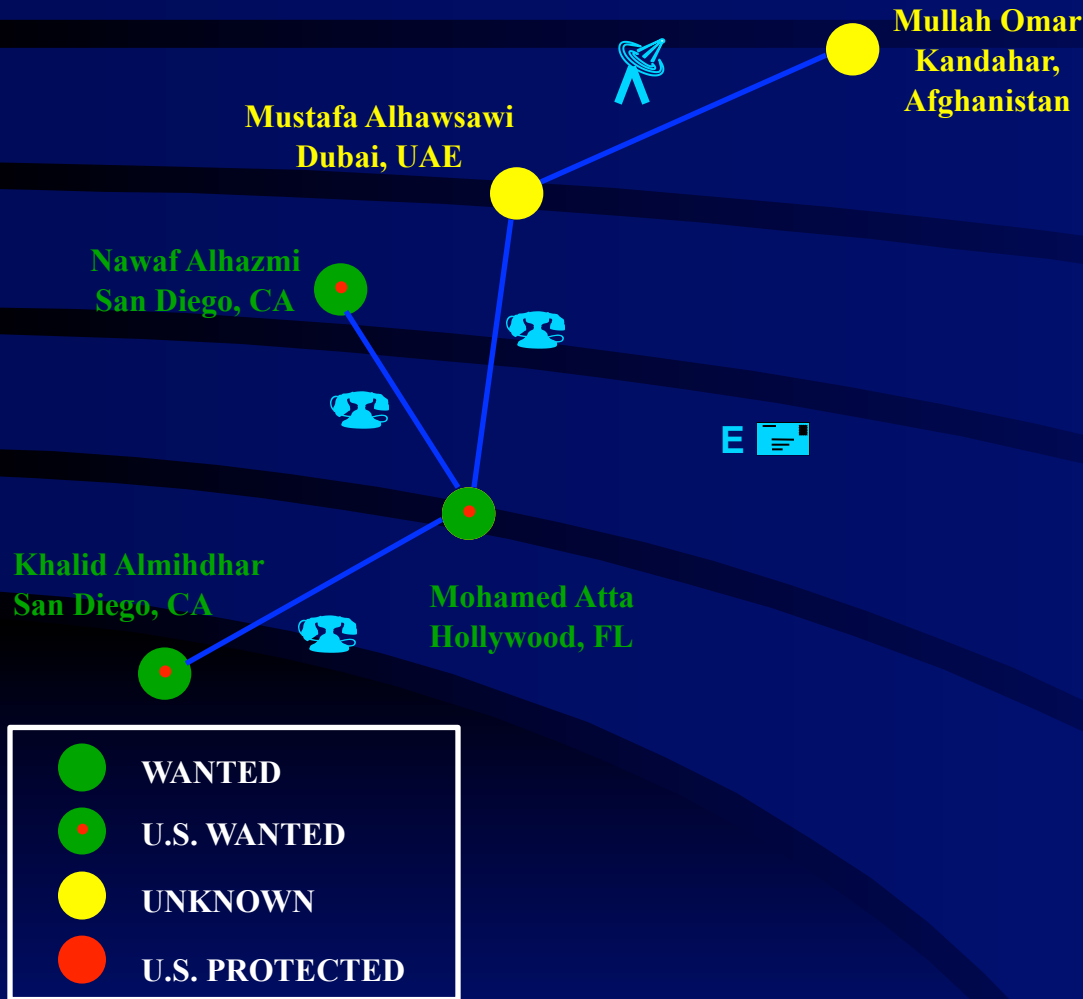 Mullah Omar
Kandahar,
Afghanistan
Mustafa Alhawsawi
Dubai, UAE
Nawaf Alhazmi
San Diego, CA
E
Khalid Almihdhar
San Diego, CA
Mohamed Atta
Hollywood, FL
WANTED
U.S. WANTED
UNKNOWN
U.S. PROTECTED